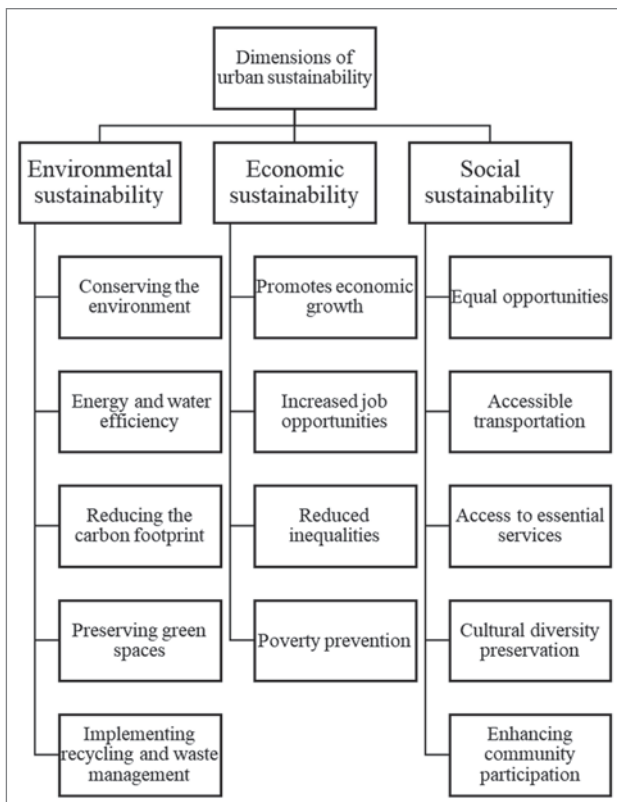 Dimensions of
urban sustainability
Environmental
sustainability
Economic
sustainability
Social
sustainability
Conserving the
environment
Energy and water
efficiency
Reducing the
carbon footprint
Preserving green
spaces
Implementing
recycling and waste
management
Promotes economic
growth
Increased job
opportunities
Reduced
inequalities
Poverty prevention
Equal opportunities
Accessible
transportation
Access to essential
services
Cultural diversity
preservation
Enhancing
community
participation